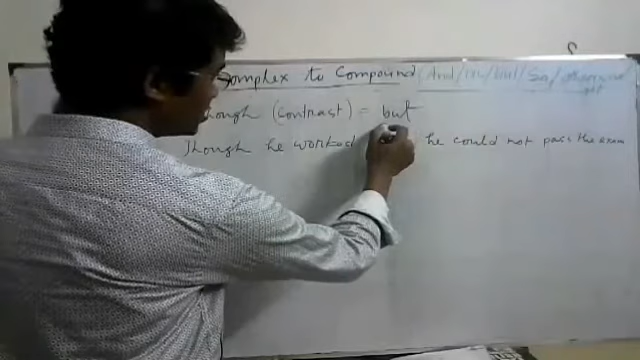 Complex to Compound (And/or/but/so/otherwise/
yet
though (contrast) = but
Though he worked he could not pass the exam